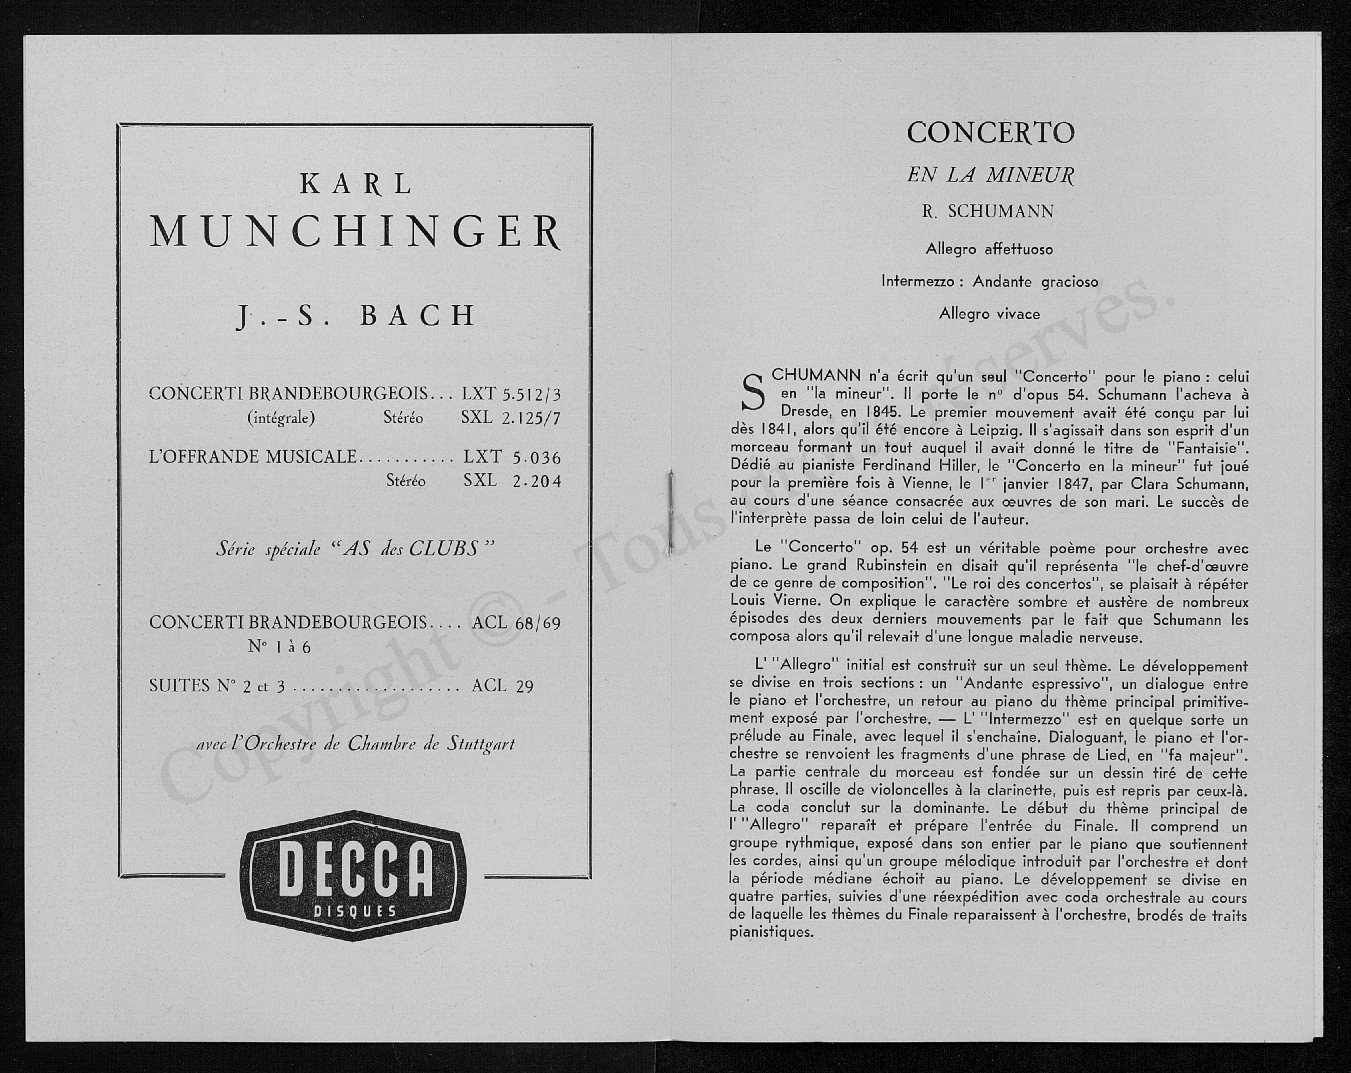 KARL
MUNCHINGER
J.-S. BACH
CONCERTI BRANDEBOURGEOIS... LXT 5.512/3
(intégrale) Stéréo SXL 2.125/7
L'OFFRANDE MUSICALE........... LXT 5.036
Stéréo SXL 2.204
Série spéciale "AS des CLUBS"
CONCERTI BRANDEBOURGEOIS.... ACL 68/69
N° 1 à 6
SUITES N° 2 et 3 ................... ACL 29
avec l'Orchestre de Chambre de Stuttgart
DECCA
DISQUES
CONCERTO
EN LA MINEUR
R. SCHUMANN
Allegro affettuoso
Intermezzo : Andante gracioso
Allegro vivace
SCHUMANN n'a écrit qu'un seul "Concerto" pour le piano : celui
en "la mineur". Il porte le n° d'opus 54. Schumann l'acheva à
Dresde, en 1845. Le premier mouvement avait été conçu par lui
dès 1841, alors qu'il été encore à Leipzig. Il s'agissait dans son esprit d'un
morceau formant un tout auquel il avait donné le titre de "Fantaisie".
Dédié au pianiste Ferdinand Hiller, le "Concerto en la mineur" fut joué
pour la première fois à Vienne, le 1er janvier 1847, par Clara Schumann,
au cours d'une séance consacrée aux œuvres de son mari. Le succès de
l'interprète passa de loin celui de l'auteur.
Le "Concerto" op. 54 est un véritable poème pour orchestre avec
piano. Le grand Rubinstein en disait qu'il représenta "le chef-d'œuvre
de ce genre de composition". "Le roi des concertos", se plaisait à répéter
Louis Vierne. On explique le caractère sombre et austère de nombreux
épisodes des deux derniers mouvements par le fait que Schumann les
composa alors qu'il relevait d'une longue maladie nerveuse.
L' "Allegro" initial est construit sur un seul thème. Le développement
se divise en trois sections : un "Andante espressivo", un dialogue entre
le piano et l'orchestre, un retour au piano du thème principal primitive-
ment exposé par l'orchestre. — L' "Intermezzo" est en quelque sorte un
prélude au Finale, avec lequel il s'enchaîne. Dialoguant, le piano et l'or-
chestre se renvoient les fragments d'une phrase de Lied, en "fa majeur".
La partie centrale du morceau est fondée sur un dessin tiré de cette
phrase. Il oscille de violoncelles à la clarinette, puis est repris par ceux-là.
La coda conclut sur la dominante. Le début du thème principal de
l' "Allegro" reparaît et prépare l'entrée du Finale. Il comprend un
groupe rythmique, exposé dans son entier par le piano que soutiennent
les cordes, ainsi qu'un groupe mélodique introduit par l'orchestre et dont
la période médiane échoit au piano. Le développement se divise en
quatre parties, suivies d'une réexpédition avec coda orchestrale au cours
de laquelle les thèmes du Finale reparaissent à l'orchestre, brodés de traits
pianistiques.
Copyright © - Tous droits réservés.